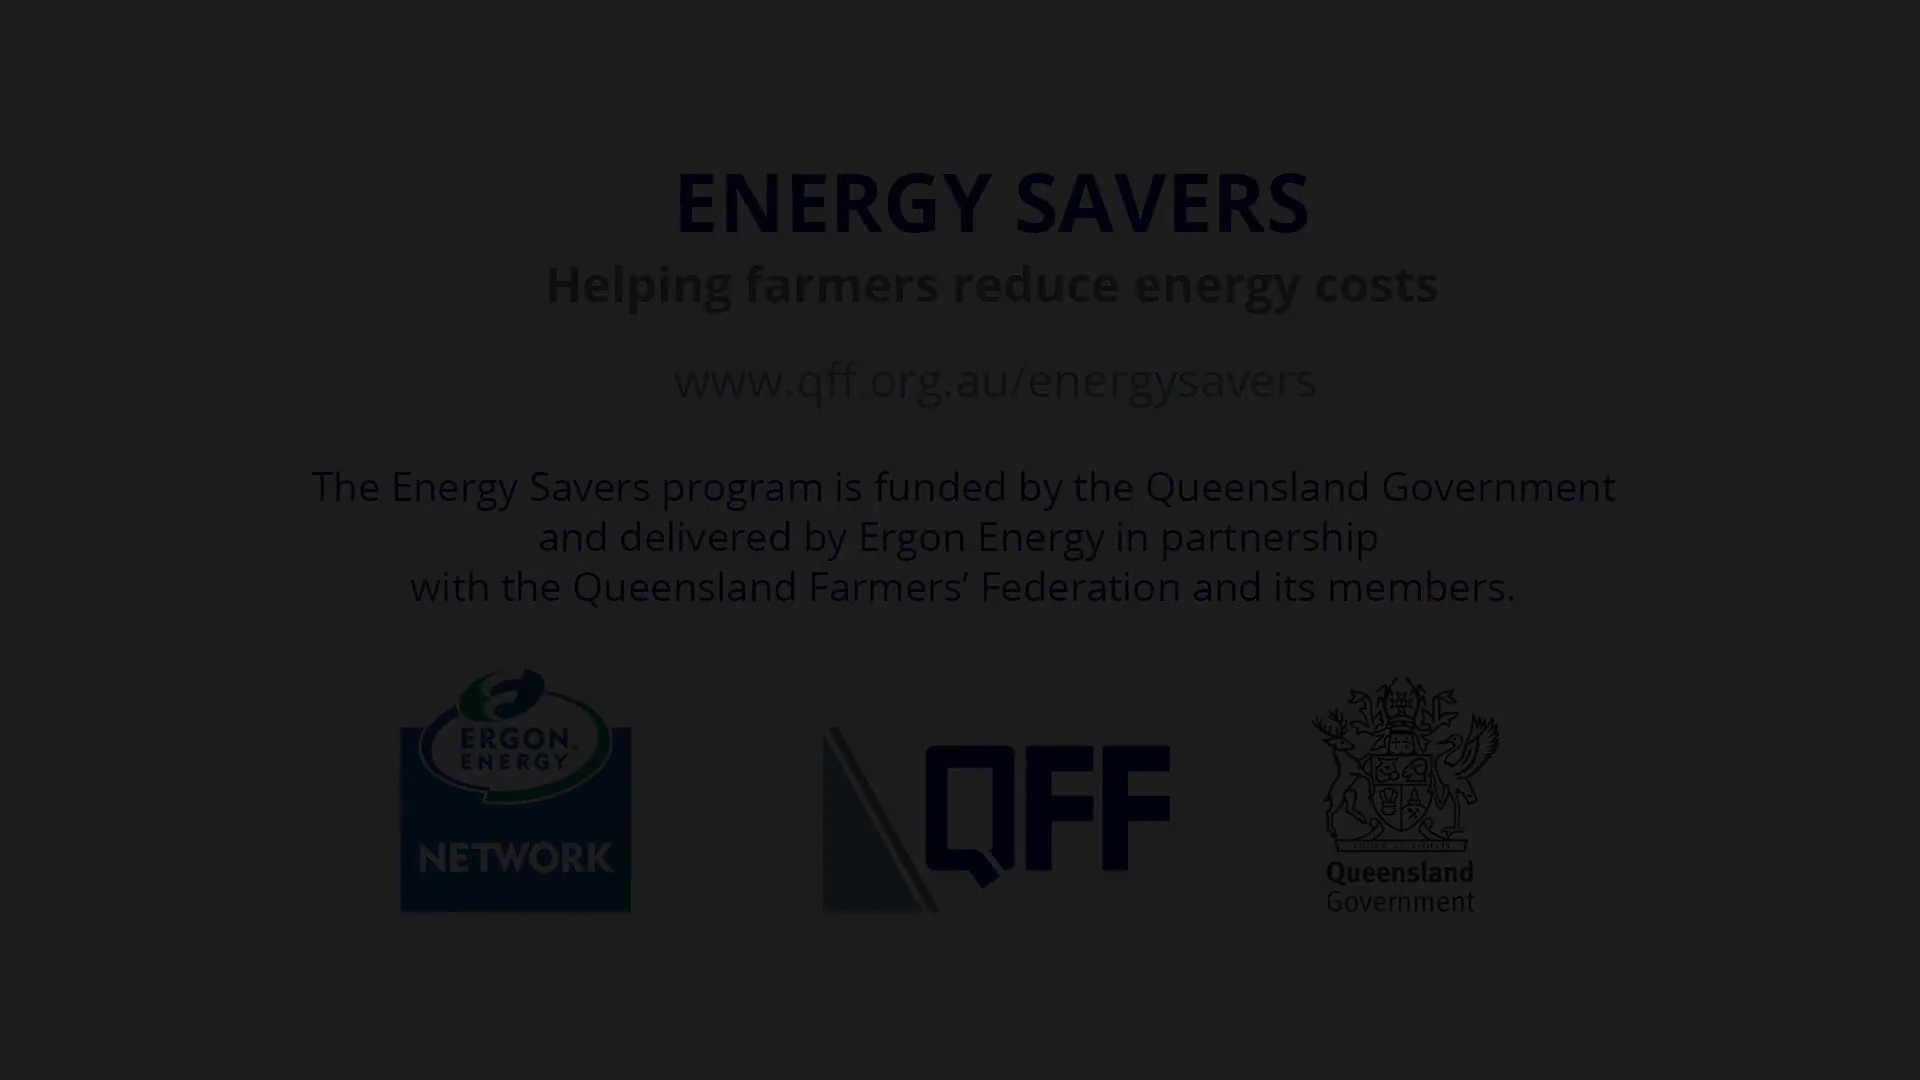 ENERGY SAVERS
Helping farmers reduce energy costs
www.qff.org.au/energysavers
The Energy Savers program is funded by the Queensland Government
and delivered by Ergon Energy in partnership
with the Queensland Farmers’ Federation and its members.
ERGON
ENERGY
NETWORK
QFF
Queensland
Government